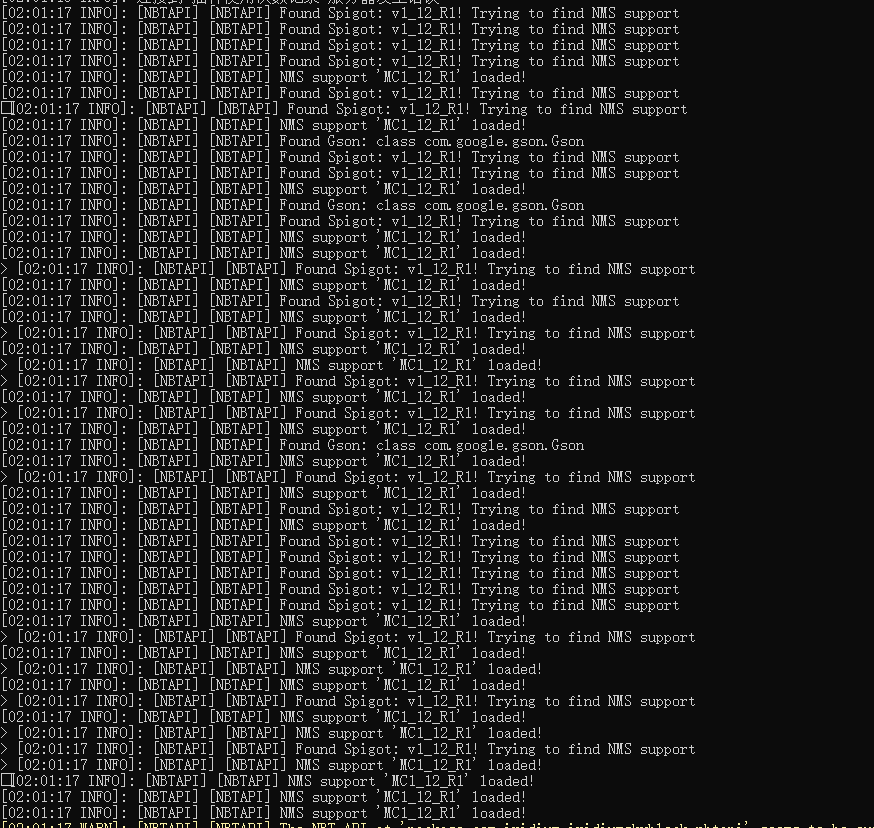 [02:01:17 INFO]: [NBTAPI] [NBTAPI] Found Spigot: v1_12_R1! Trying to find NMS support
[02:01:17 INFO]: [NBTAPI] [NBTAPI] Found Spigot: v1_12_R1! Trying to find NMS support
[02:01:17 INFO]: [NBTAPI] [NBTAPI] Found Spigot: v1_12_R1! Trying to find NMS support
[02:01:17 INFO]: [NBTAPI] [NBTAPI] Found Spigot: v1_12_R1! Trying to find NMS support
[02:01:17 INFO]: [NBTAPI] [NBTAPI] NMS support 'MC1_12_R1' loaded!
[02:01:17 INFO]: [NBTAPI] [NBTAPI] Found Spigot: v1_12_R1! Trying to find NMS support
[02:01:17 INFO]: [NBTAPI] [NBTAPI] Found Spigot: v1_12_R1! Trying to find NMS support
[02:01:17 INFO]: [NBTAPI] [NBTAPI] NMS support 'MC1_12_R1' loaded!
[02:01:17 INFO]: [NBTAPI] [NBTAPI] Found Gson: class com.google.gson.Gson
[02:01:17 INFO]: [NBTAPI] [NBTAPI] Found Spigot: v1_12_R1! Trying to find NMS support
[02:01:17 INFO]: [NBTAPI] [NBTAPI] Found Spigot: v1_12_R1! Trying to find NMS support
[02:01:17 INFO]: [NBTAPI] [NBTAPI] NMS support 'MC1_12_R1' loaded!
[02:01:17 INFO]: [NBTAPI] [NBTAPI] Found Gson: class com.google.gson.Gson
[02:01:17 INFO]: [NBTAPI] [NBTAPI] Found Spigot: v1_12_R1! Trying to find NMS support
[02:01:17 INFO]: [NBTAPI] [NBTAPI] NMS support 'MC1_12_R1' loaded!
[02:01:17 INFO]: [NBTAPI] [NBTAPI] NMS support 'MC1_12_R1' loaded!
> [02:01:17 INFO]: [NBTAPI] [NBTAPI] Found Spigot: v1_12_R1! Trying to find NMS support
[02:01:17 INFO]: [NBTAPI] [NBTAPI] NMS support 'MC1_12_R1' loaded!
[02:01:17 INFO]: [NBTAPI] [NBTAPI] Found Spigot: v1_12_R1! Trying to find NMS support
[02:01:17 INFO]: [NBTAPI] [NBTAPI] NMS support 'MC1_12_R1' loaded!
> [02:01:17 INFO]: [NBTAPI] [NBTAPI] Found Spigot: v1_12_R1! Trying to find NMS support
[02:01:17 INFO]: [NBTAPI] [NBTAPI] NMS support 'MC1_12_R1' loaded!
> [02:01:17 INFO]: [NBTAPI] [NBTAPI] NMS support 'MC1_12_R1' loaded!
> [02:01:17 INFO]: [NBTAPI] [NBTAPI] Found Spigot: v1_12_R1! Trying to find NMS support
[02:01:17 INFO]: [NBTAPI] [NBTAPI] NMS support 'MC1_12_R1' loaded!
> [02:01:17 INFO]: [NBTAPI] [NBTAPI] Found Spigot: v1_12_R1! Trying to find NMS support
[02:01:17 INFO]: [NBTAPI] [NBTAPI] NMS support 'MC1_12_R1' loaded!
[02:01:17 INFO]: [NBTAPI] [NBTAPI] Found Gson: class com.google.gson.Gson
[02:01:17 INFO]: [NBTAPI] [NBTAPI] NMS support 'MC1_12_R1' loaded!
> [02:01:17 INFO]: [NBTAPI] [NBTAPI] Found Spigot: v1_12_R1! Trying to find NMS support
[02:01:17 INFO]: [NBTAPI] [NBTAPI] NMS support 'MC1_12_R1' loaded!
[02:01:17 INFO]: [NBTAPI] [NBTAPI] Found Spigot: v1_12_R1! Trying to find NMS support
[02:01:17 INFO]: [NBTAPI] [NBTAPI] NMS support 'MC1_12_R1' loaded!
[02:01:17 INFO]: [NBTAPI] [NBTAPI] Found Spigot: v1_12_R1! Trying to find NMS support
[02:01:17 INFO]: [NBTAPI] [NBTAPI] Found Spigot: v1_12_R1! Trying to find NMS support
[02:01:17 INFO]: [NBTAPI] [NBTAPI] Found Spigot: v1_12_R1! Trying to find NMS support
[02:01:17 INFO]: [NBTAPI] [NBTAPI] Found Spigot: v1_12_R1! Trying to find NMS support
[02:01:17 INFO]: [NBTAPI] [NBTAPI] Found Spigot: v1_12_R1! Trying to find NMS support
[02:01:17 INFO]: [NBTAPI] [NBTAPI] NMS support 'MC1_12_R1' loaded!
> [02:01:17 INFO]: [NBTAPI] [NBTAPI] Found Spigot: v1_12_R1! Trying to find NMS support
[02:01:17 INFO]: [NBTAPI] [NBTAPI] NMS support 'MC1_12_R1' loaded!
> [02:01:17 INFO]: [NBTAPI] [NBTAPI] NMS support 'MC1_12_R1' loaded!
[02:01:17 INFO]: [NBTAPI] [NBTAPI] NMS support 'MC1_12_R1' loaded!
> [02:01:17 INFO]: [NBTAPI] [NBTAPI] Found Spigot: v1_12_R1! Trying to find NMS support
[02:01:17 INFO]: [NBTAPI] [NBTAPI] NMS support 'MC1_12_R1' loaded!
> [02:01:17 INFO]: [NBTAPI] [NBTAPI] NMS support 'MC1_12_R1' loaded!
> [02:01:17 INFO]: [NBTAPI] [NBTAPI] Found Spigot: v1_12_R1! Trying to find NMS support
> [02:01:17 INFO]: [NBTAPI] [NBTAPI] NMS support 'MC1_12_R1' loaded!
[02:01:17 INFO]: [NBTAPI] [NBTAPI] NMS support 'MC1_12_R1' loaded!
[02:01:17 INFO]: [NBTAPI] [NBTAPI] NMS support 'MC1_12_R1' loaded!
[02:01:17 INFO]: [NBTAPI] [NBTAPI] NMS support 'MC1_12_R1' loaded!